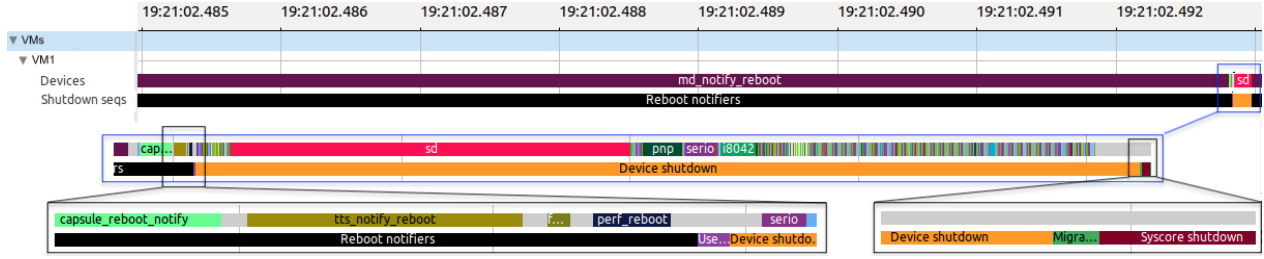 19:21:02.485 19:21:02.486 19:21:02.487 19:21:02.488 19:21:02.489 19:21:02.490 19:21:02.491 19:21:02.492
▼ VMs
▼ VM1
Devices md_notify_reboot sd
Shutdown seqs Reboot notifiers
cap... sd pnp serio i8042
rs Device shutdown
capsule_reboot_notify tts_notify_reboot r... perf_reboot serio
Reboot notifiers Use... Device shutdo.
Device shutdown Migra... Syscore shutdown